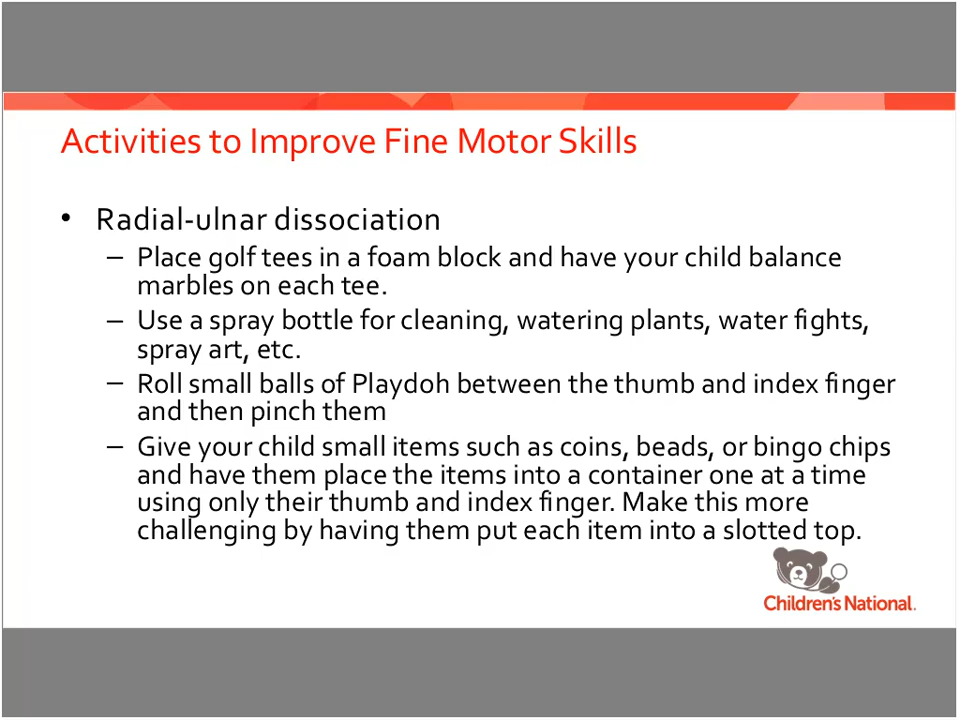 Activities to Improve Fine Motor Skills
• Radial-ulnar dissociation
– Place golf tees in a foam block and have your child balance
marbles on each tee.
– Use a spray bottle for cleaning, watering plants, water fights,
spray art, etc.
– Roll small balls of Playdoh between the thumb and index finger
and then pinch them
– Give your child small items such as coins, beads, or bingo chips
and have them place the items into a container one at a time
using only their thumb and index finger. Make this more
challenging by having them put each item into a slotted top.
Children's National.